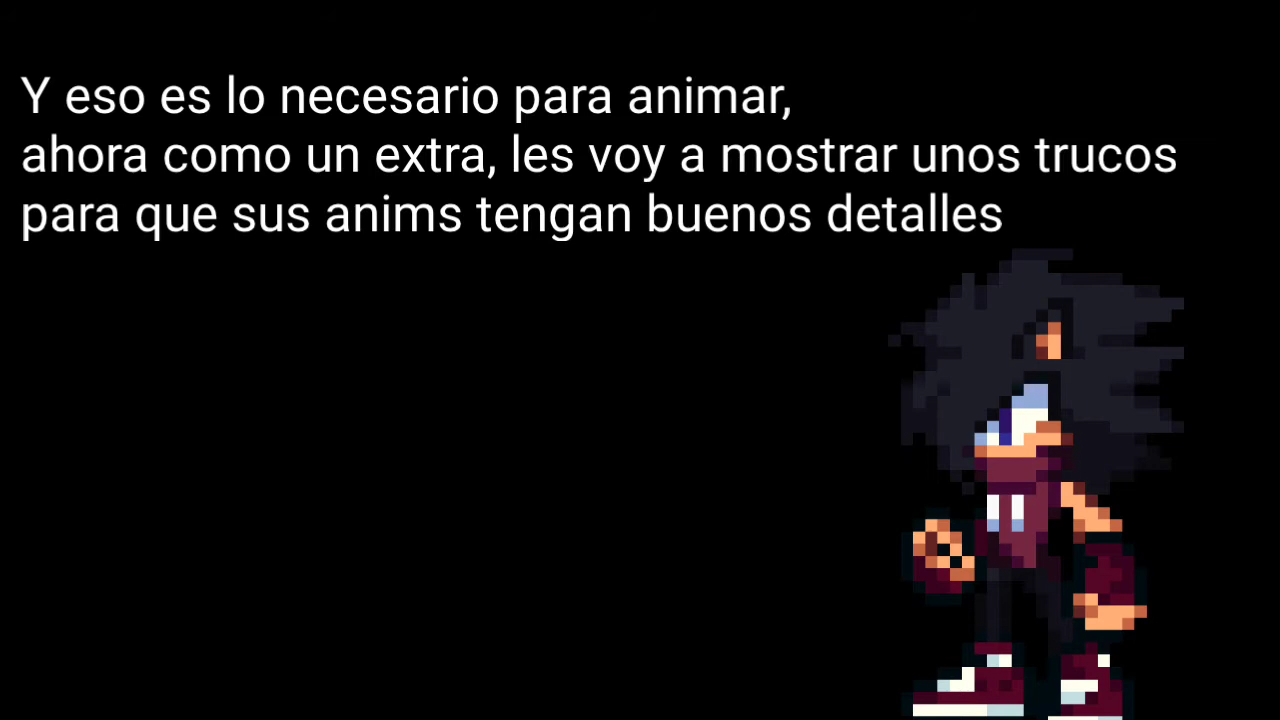 Y eso es lo necesario para animar,
ahora como un extra, les voy a mostrar unos trucos
para que sus anims tengan buenos detalles